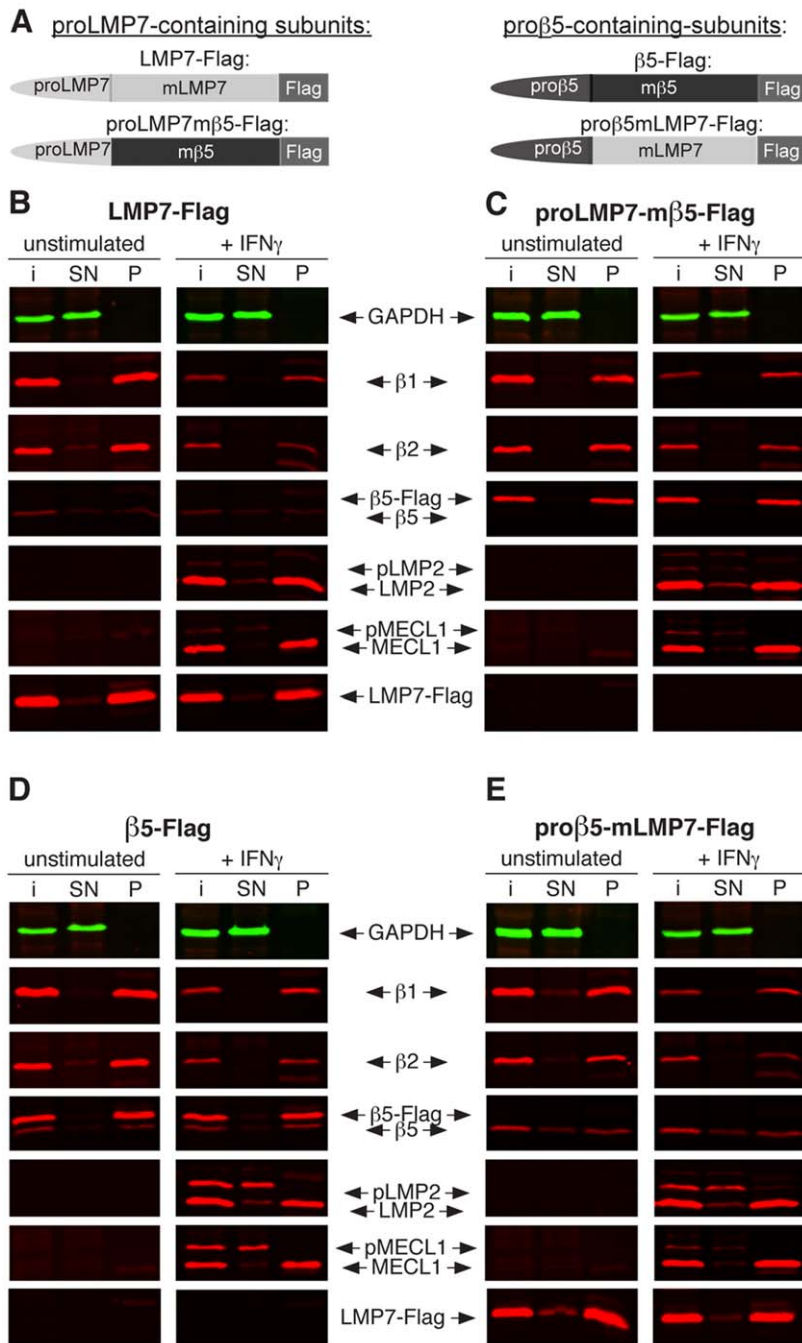 A
proLMP7-containing subunits:
LMP7-Flag:
proLMP7 mLMP7 Flag
proLMP7mβ5-Flag:
proLMP7 mβ5 Flag
proβ5-containing-subunits:
β5-Flag:
proβ5 mβ5 Flag
proβ5mLMP7-Flag:
proβ5 mLMP7 Flag
B
LMP7-Flag
unstimulated + IFNγ
i SN P i SN P
C
proLMP7-mβ5-Flag
unstimulated + IFNγ
i SN P i SN P
GAPDH
β1
β2
β5-Flag
β5
pLMP2
LMP2
pMECL1
MECL1
LMP7-Flag
D
β5-Flag
unstimulated + IFNγ
i SN P i SN P
E
proβ5-mLMP7-Flag
unstimulated + IFNγ
i SN P i SN P
GAPDH
β1
β2
β5-Flag
β5
pLMP2
LMP2
pMECL1
MECL1
LMP7-Flag